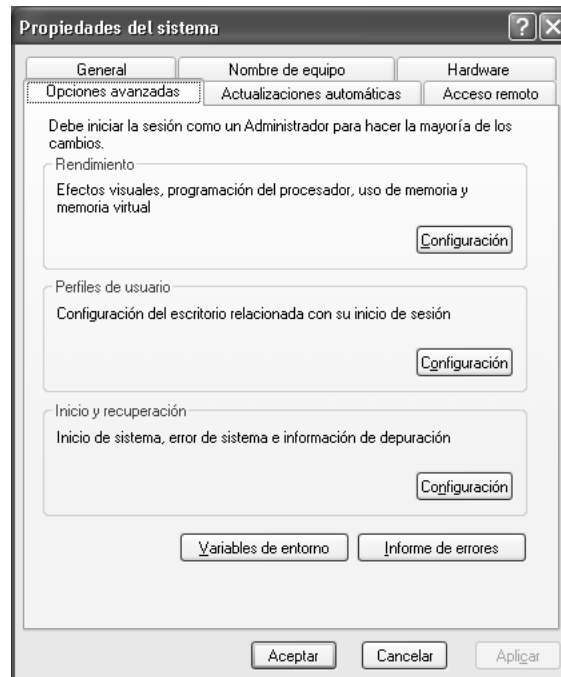 Propiedades del sistema
General Nombre de equipo Hardware
Opciones avanzadas Actualizaciones automáticas Acceso remoto
Debe iniciar la sesión como un Administrador para hacer la mayoría de los
cambios.
Rendimiento
Efectos visuales, programación del procesador, uso de memoria y
memoria virtual
Configuración
Perfiles de usuario
Configuración del escritorio relacionada con su inicio de sesión
Configuración
Inicio y recuperación
Inicio de sistema, error de sistema e información de depuración
Configuración
Variables de entorno Informe de errores
Aceptar Cancelar Aplicar